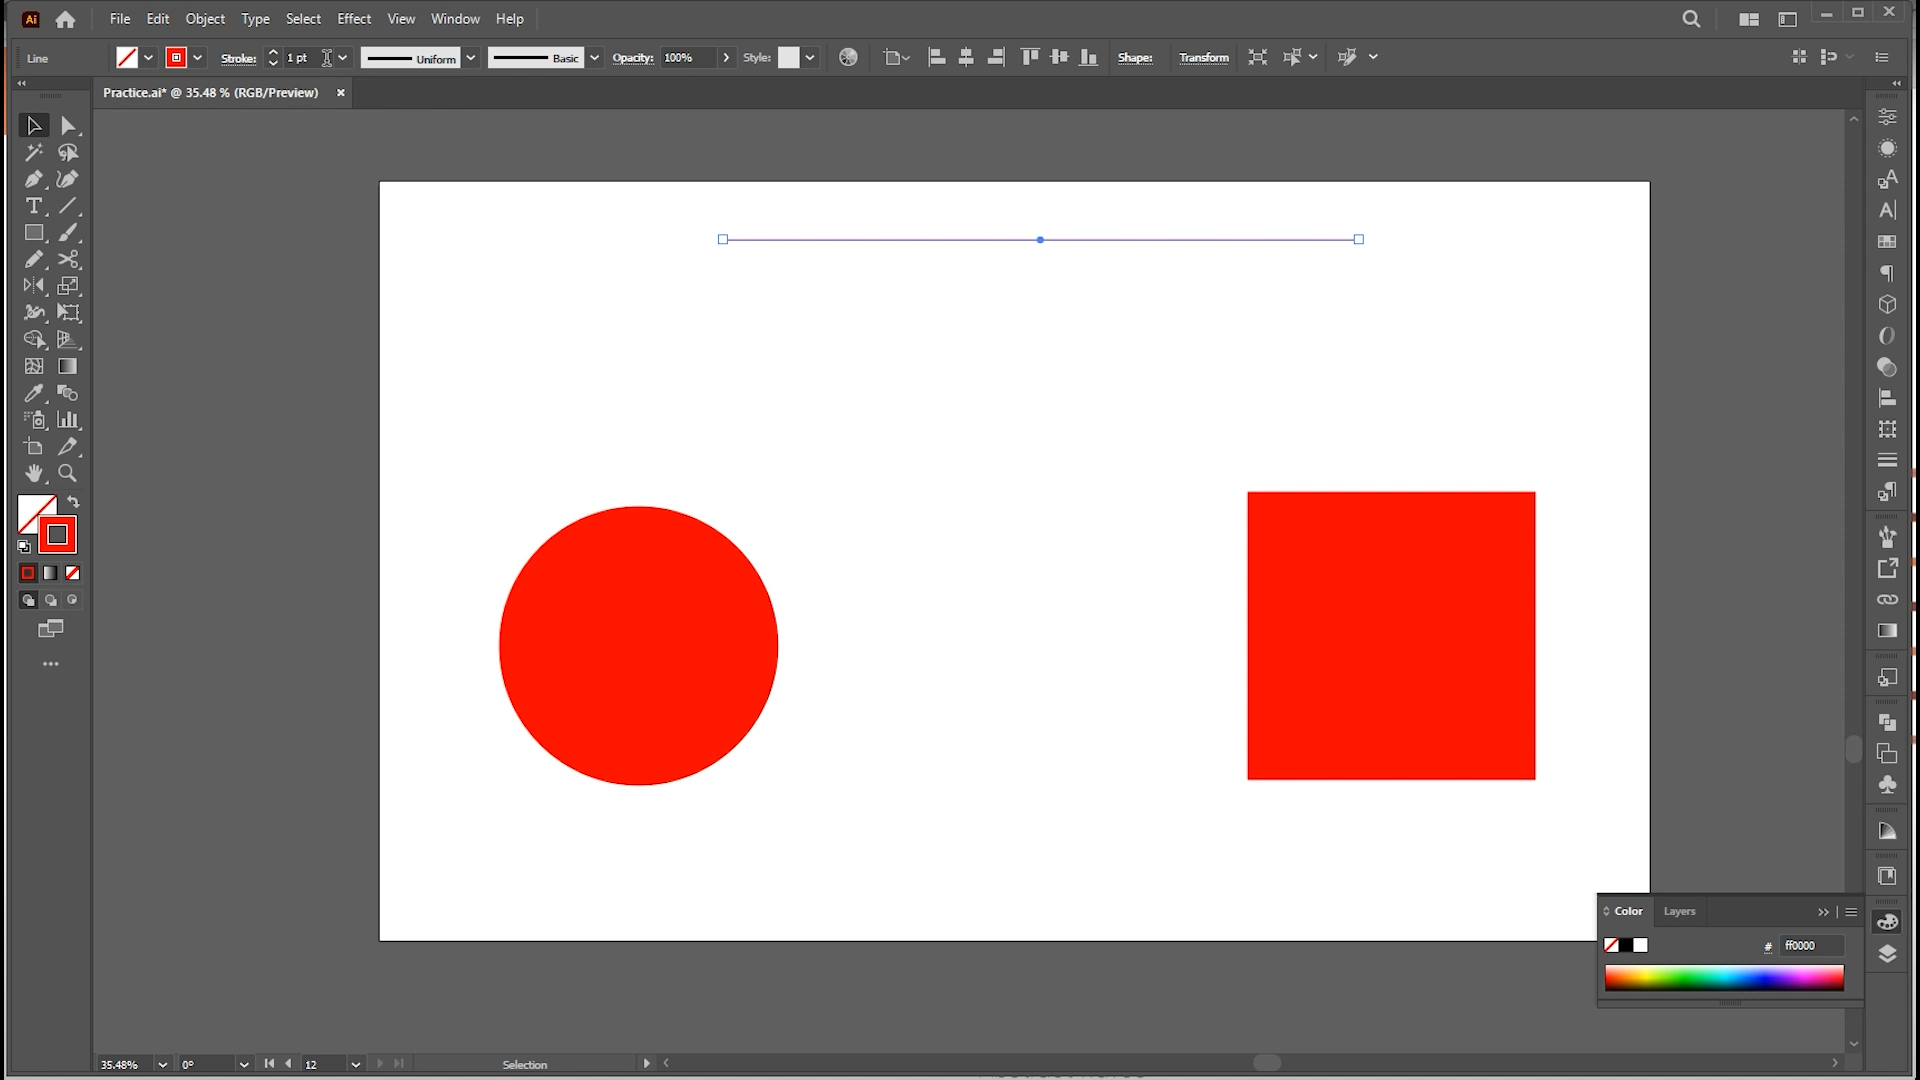 Ai File Edit Object Type Select Effect View Window Help
Line Stroke: 1 pt Uniform Basic Opacity: 100% Style: Shape: Transform
Practice.ai* @ 35.48 % (RGB/Preview) ×
Color Layers
# ff0000
35.48% 0° 12 Selection